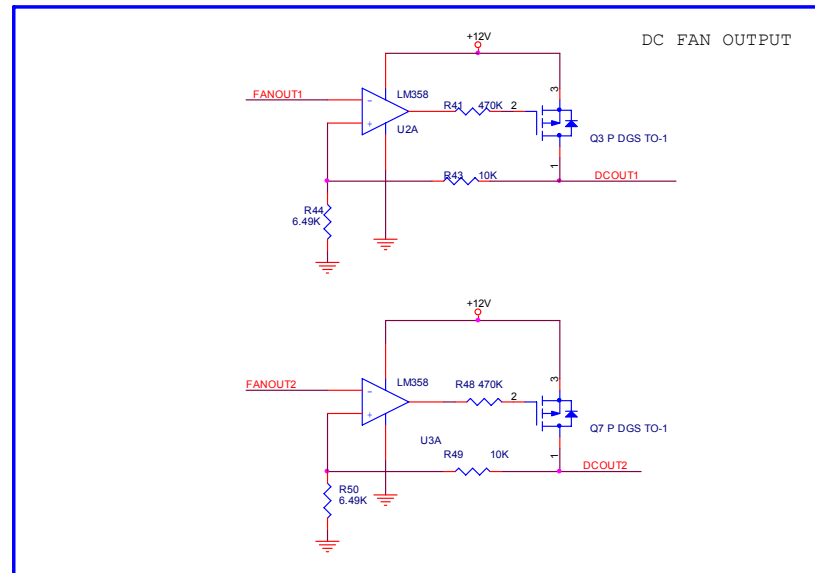 DC FAN OUTPUT
+12V
LM358
FANOUT1
-
+
U2A
R41 470K
2
3
Q3 P DGS TO-1
1
R43 10K
DCOUT1
R44
6.49K
+12V
LM358
FANOUT2
-
+
U3A
R48 470K
2
3
Q7 P DGS TO-1
1
R49 10K
DCOUT2
R50
6.49K